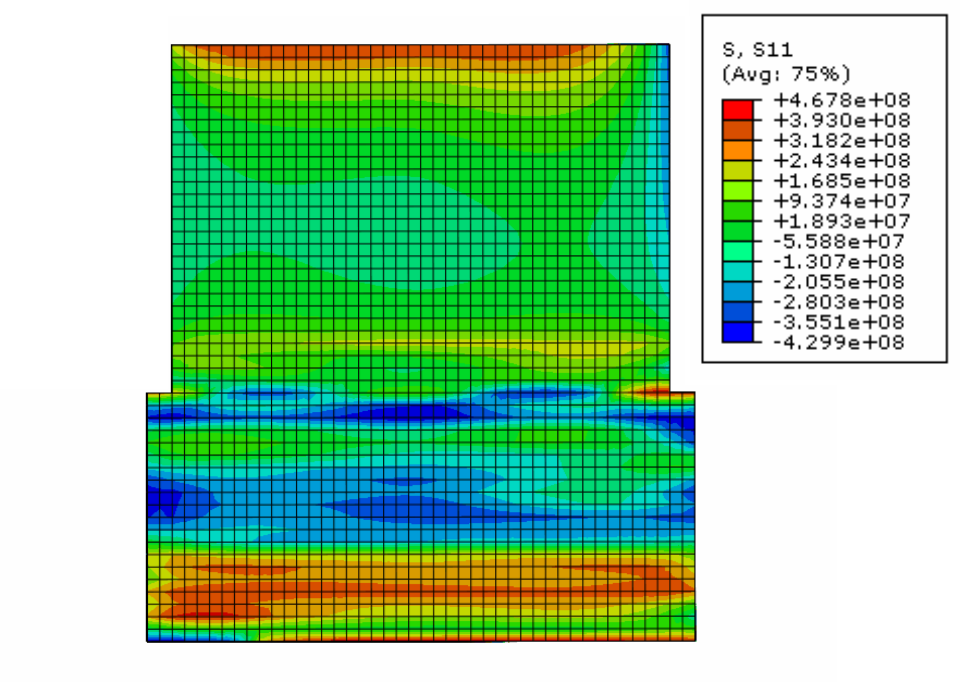 S, S11
(Avg: 75%)
+4.678e+08
+3.930e+08
+3.182e+08
+2.434e+08
+1.685e+08
+9.374e+07
+1.893e+07
-5.588e+07
-1.307e+08
-2.055e+08
-2.803e+08
-3.551e+08
-4.299e+08